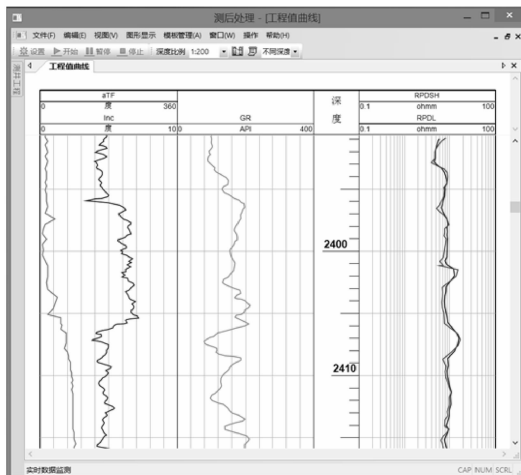 测后处理 - [工程值曲线]
文件(F) 编辑(E) 视图(V) 图形显示 模板管理(A) 窗口(W) 操作 帮助(H)
设置 开始 暂停 停止 深度比例 1:200 不同深度
测井工程
工程值曲线
aTF
0 度 360
Inc
0 度 10
GR
0 API 400
深度
RPDSH
0.1 ohmm 100
RPDL
0.1 ohmm 100
2400
2410
实时数据监测
CAP NUM SCRL